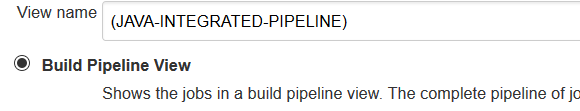 View name (JAVA-INTEGRATED-PIPELINE)
Build Pipeline View
Shows the jobs in a build pipeline view. The complete pipeline of